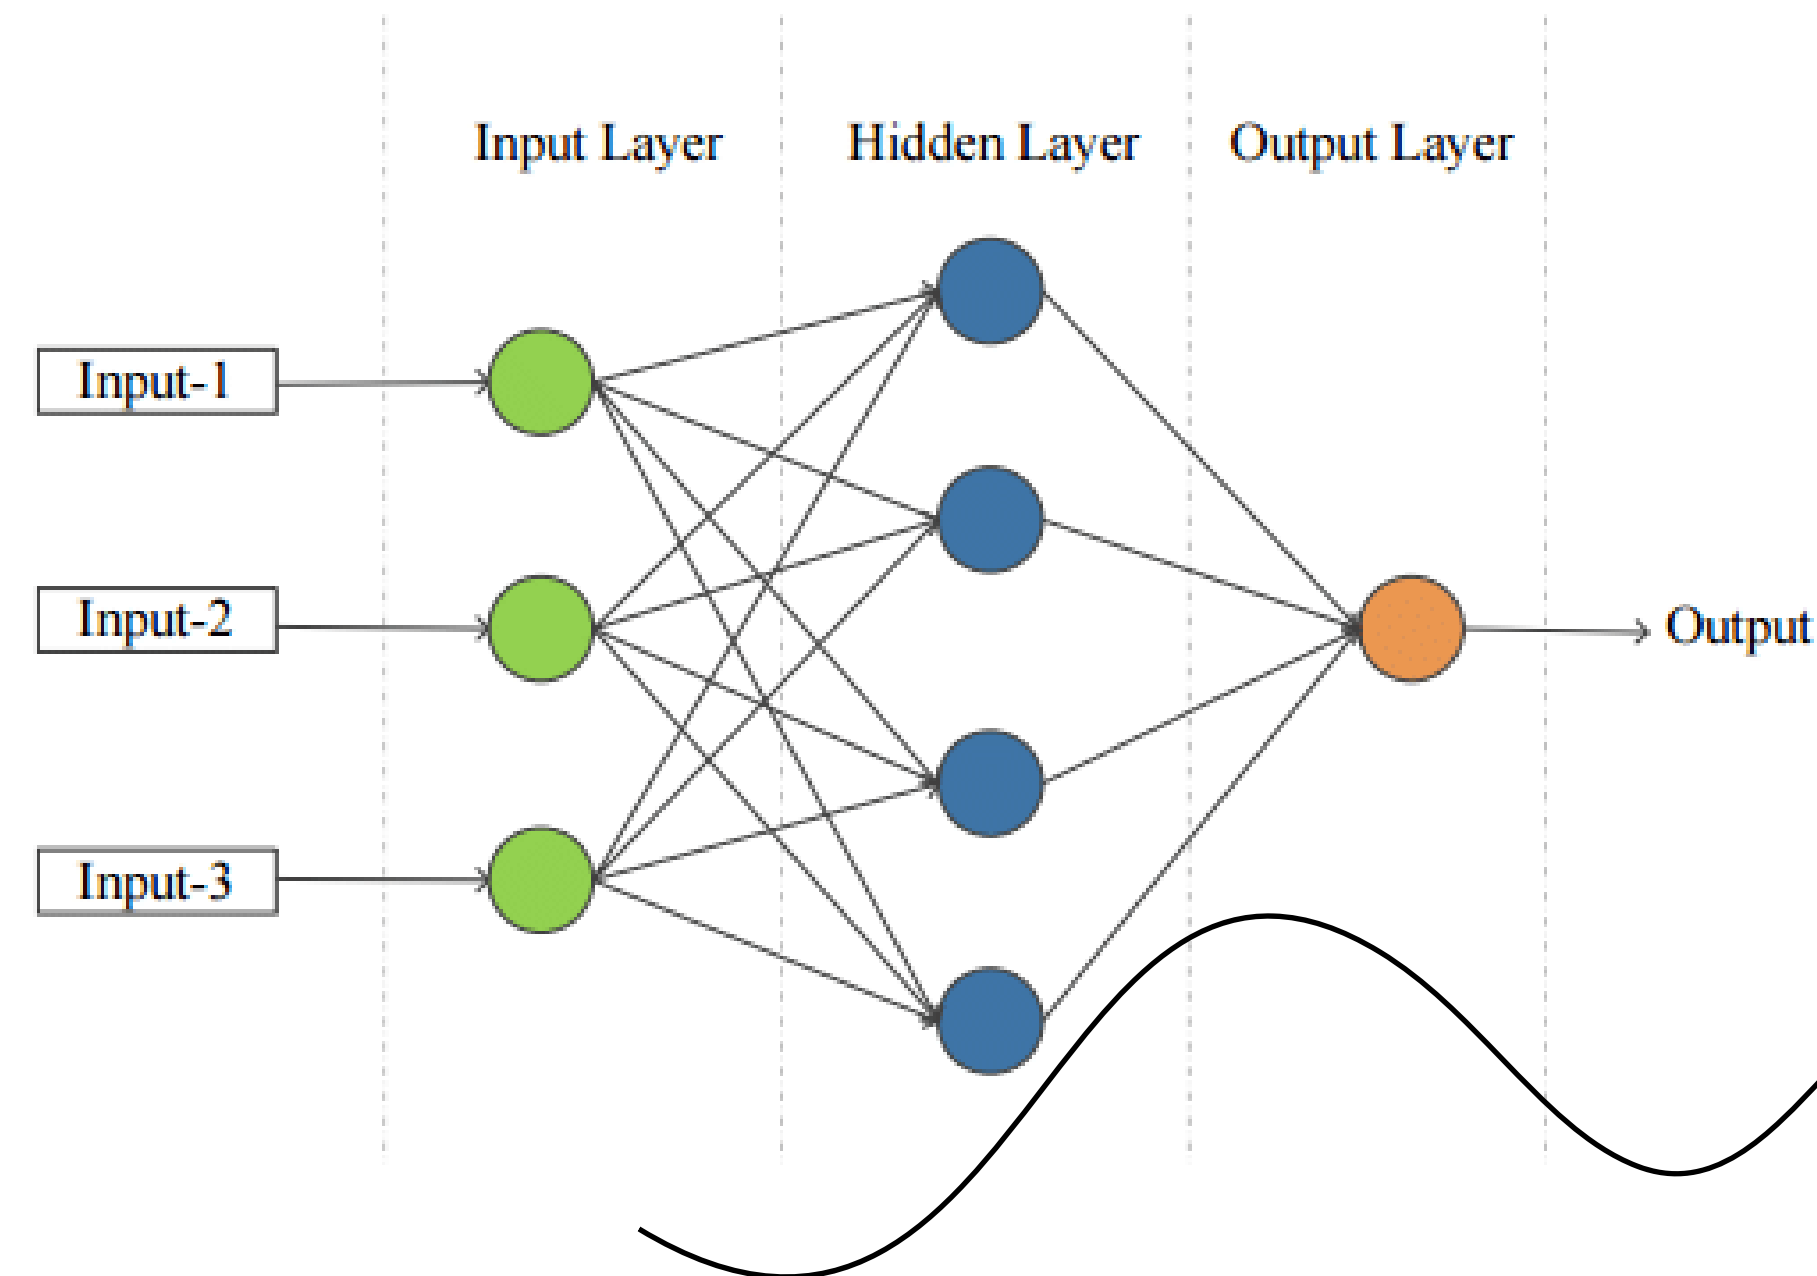 Input Layer
Hidden Layer
Output Layer
Input-1
Input-2
Output
Input-3